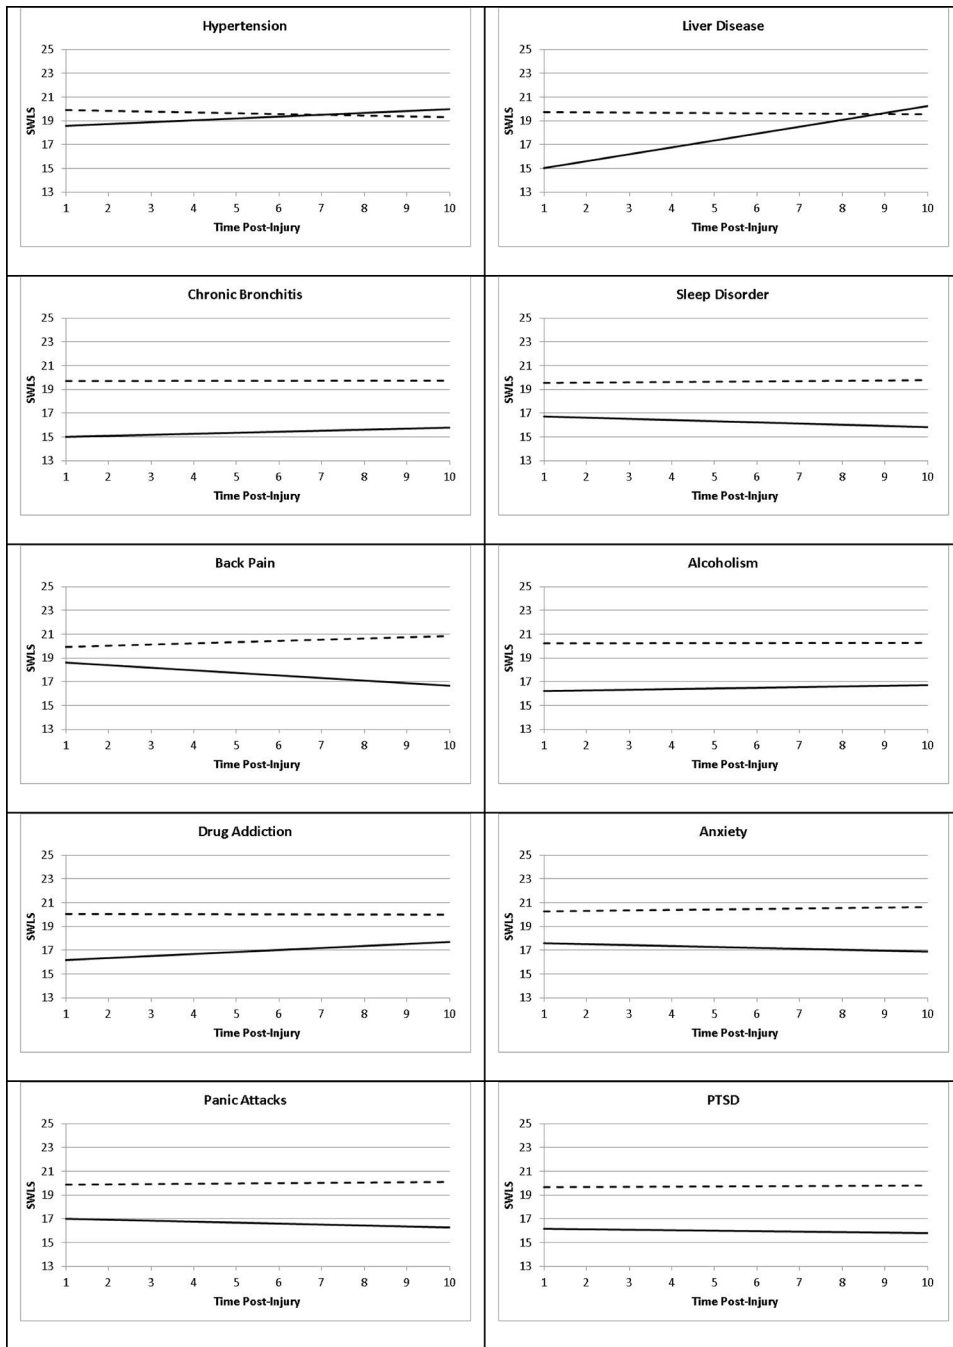 Hypertension
25
23
21
19
17
15
13
SWLS
1 2 3 4 5 6 7 8 9 10
Time Post-Injury
Liver Disease
25
23
21
19
17
15
13
SWLS
1 2 3 4 5 6 7 8 9 10
Time Post-Injury
Chronic Bronchitis
25
23
21
19
17
15
13
SWLS
1 2 3 4 5 6 7 8 9 10
Time Post-Injury
Sleep Disorder
25
23
21
19
17
15
13
SWLS
1 2 3 4 5 6 7 8 9 10
Time Post-Injury
Back Pain
25
23
21
19
17
15
13
SWLS
1 2 3 4 5 6 7 8 9 10
Time Post-Injury
Alcoholism
25
23
21
19
17
15
13
SWLS
1 2 3 4 5 6 7 8 9 10
Time Post-Injury
Drug Addiction
25
23
21
19
17
15
13
SWLS
1 2 3 4 5 6 7 8 9 10
Time Post-Injury
Anxiety
25
23
21
19
17
15
13
SWLS
1 2 3 4 5 6 7 8 9 10
Time Post-Injury
Panic Attacks
25
23
21
19
17
15
13
SWLS
1 2 3 4 5 6 7 8 9 10
Time Post-Injury
PTSD
25
23
21
19
17
15
13
SWLS
1 2 3 4 5 6 7 8 9 10
Time Post-Injury